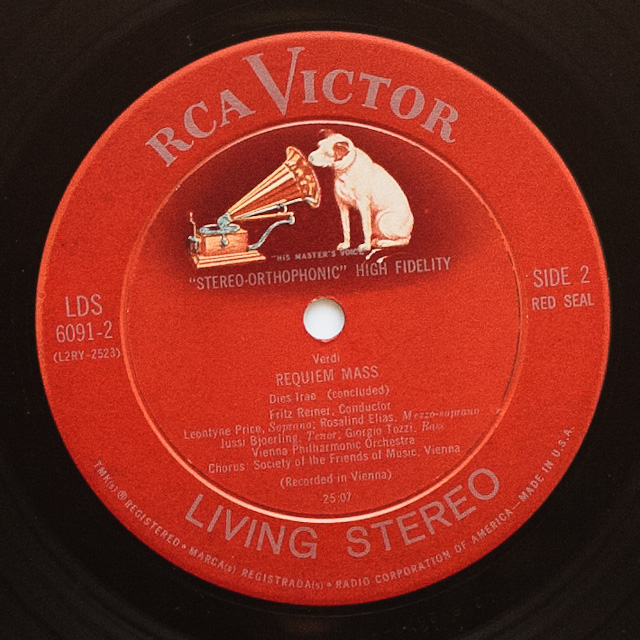 RCA VICTOR
"HIS MASTER'S VOICE"
"STEREO-ORTHOPHONIC" HIGH FIDELITY
LDS
6091-2
(L2RY-2523)
SIDE 2
RED SEAL
Verdi
REQUIEM MASS
Dies Irae (concluded)
Fritz Reiner, Conductor
Leontyne Price, Soprano; Rosalind Elias, Mezzo-soprano
Jussi Bjoerling, Tenor; Giorgio Tozzi, Bass
Vienna Philharmonic Orchestra
Chorus: Society of the Friends of Music, Vienna
(Recorded in Vienna)
25:07
LIVING STEREO
TMK(s) ® REGISTERED • MARCA(s) REGISTRADA(s) • RADIO CORPORATION OF AMERICA—MADE IN U.S.A.